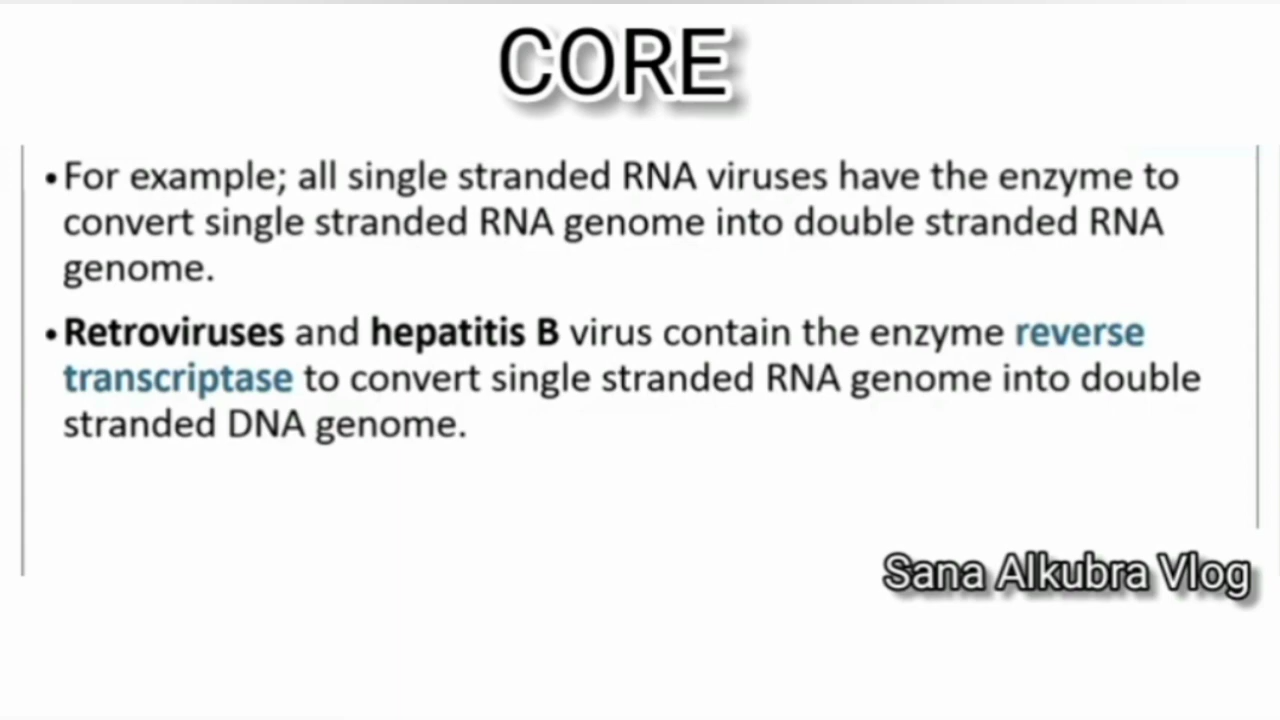 CORE
• For example; all single stranded RNA viruses have the enzyme to
convert single stranded RNA genome into double stranded RNA
genome.
• Retroviruses and hepatitis B virus contain the enzyme reverse
transcriptase to convert single stranded RNA genome into double
stranded DNA genome.
Sana Alkubra Vlog